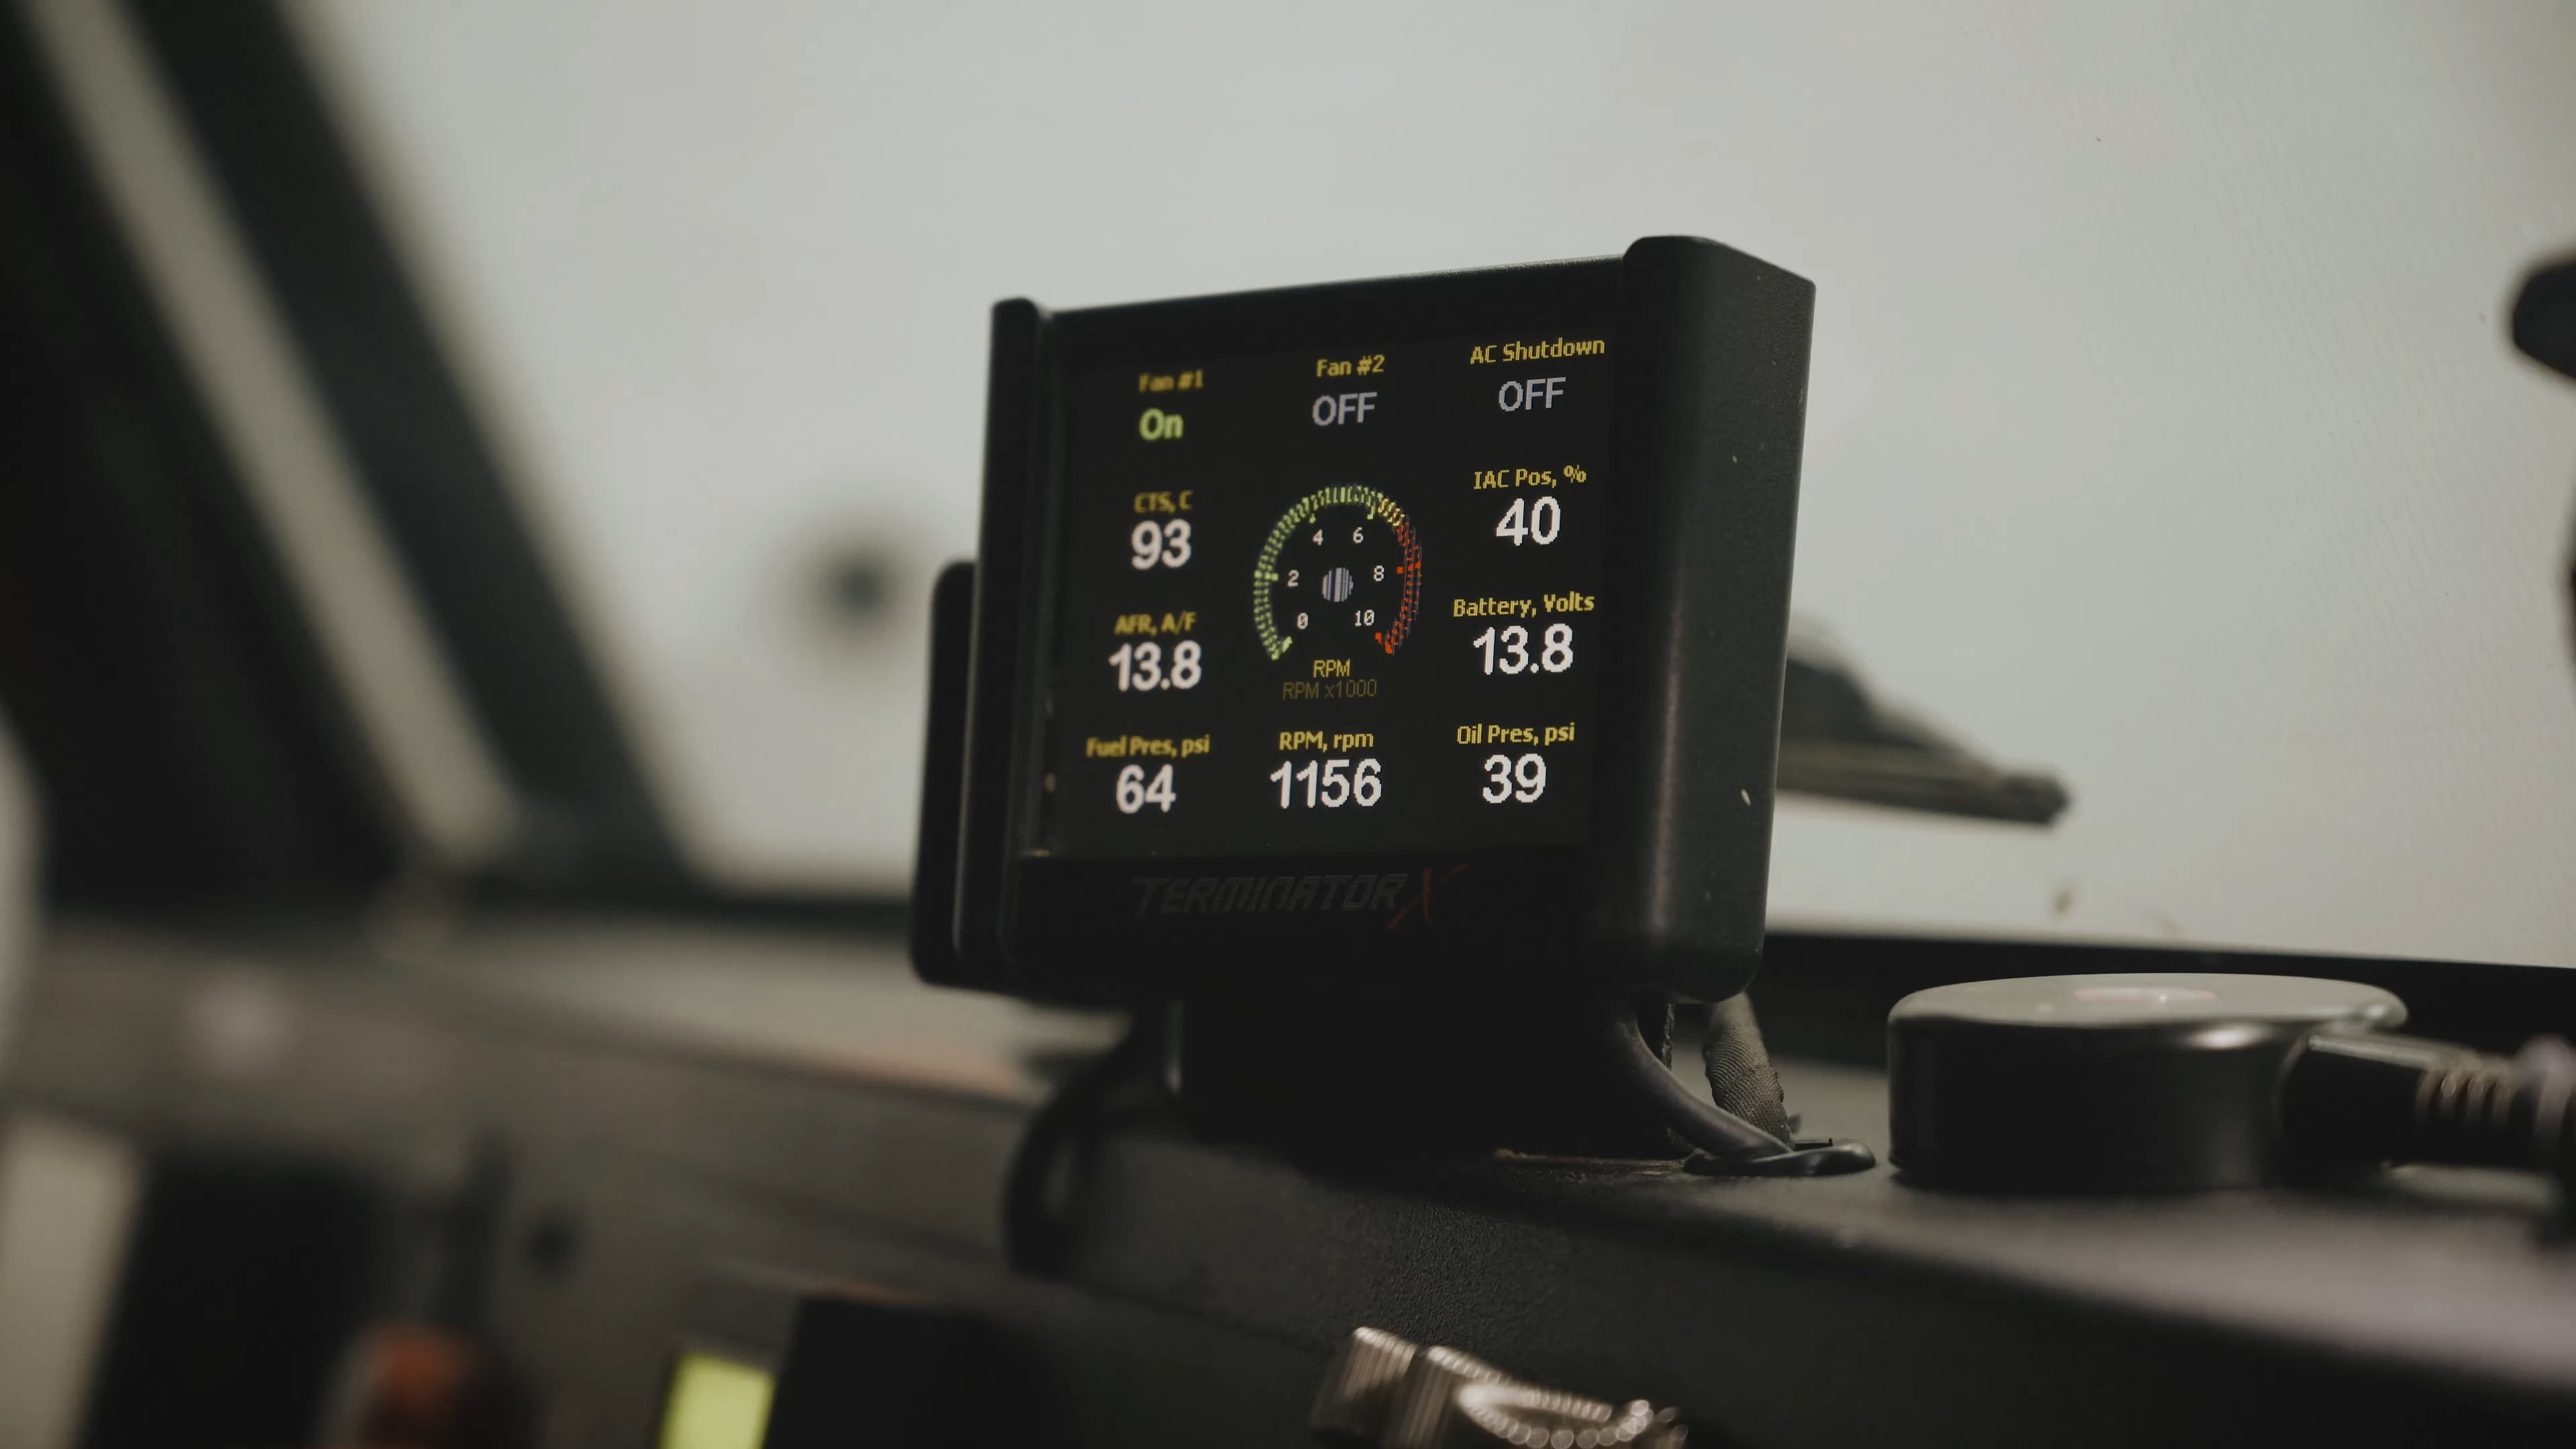 Fan #1
On
Fan #2
OFF
AC Shutdown
OFF
CTS, C
93
4
6
2
8
0
10
RPM
RPM x1000
IAC Pos, %
40
AFR, A/F
13.8
Battery, Volts
13.8
Fuel Pres, psi
64
RPM, rpm
1156
Oil Pres, psi
39
TERMINATOR X